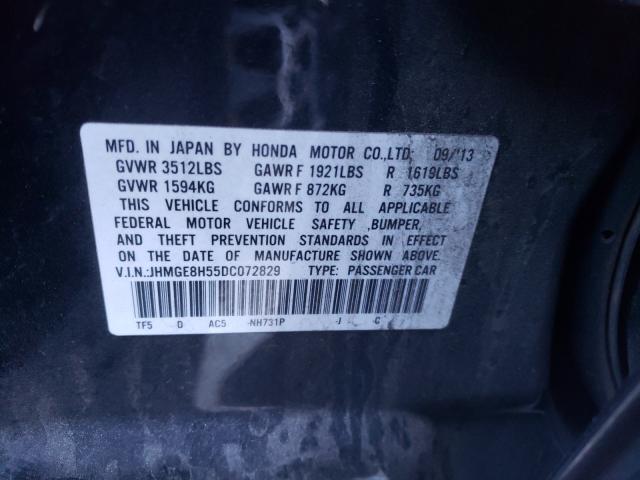 MFD. IN JAPAN BY HONDA MOTOR CO.,LTD. 09/'13
GVWR 3512LBS GAWR F 1921LBS R 1619LBS
GVWR 1594KG GAWR F 872KG R 735KG
THIS VEHICLE CONFORMS TO ALL APPLICABLE
FEDERAL MOTOR VEHICLE SAFETY ,BUMPER,
AND THEFT PREVENTION STANDARDS IN EFFECT
ON THE DATE OF MANUFACTURE SHOWN ABOVE.
V.I.N.:JHMGE8H55DC072829 TYPE: PASSENGER CAR
TF5 D AC5 -NH731P -J -C